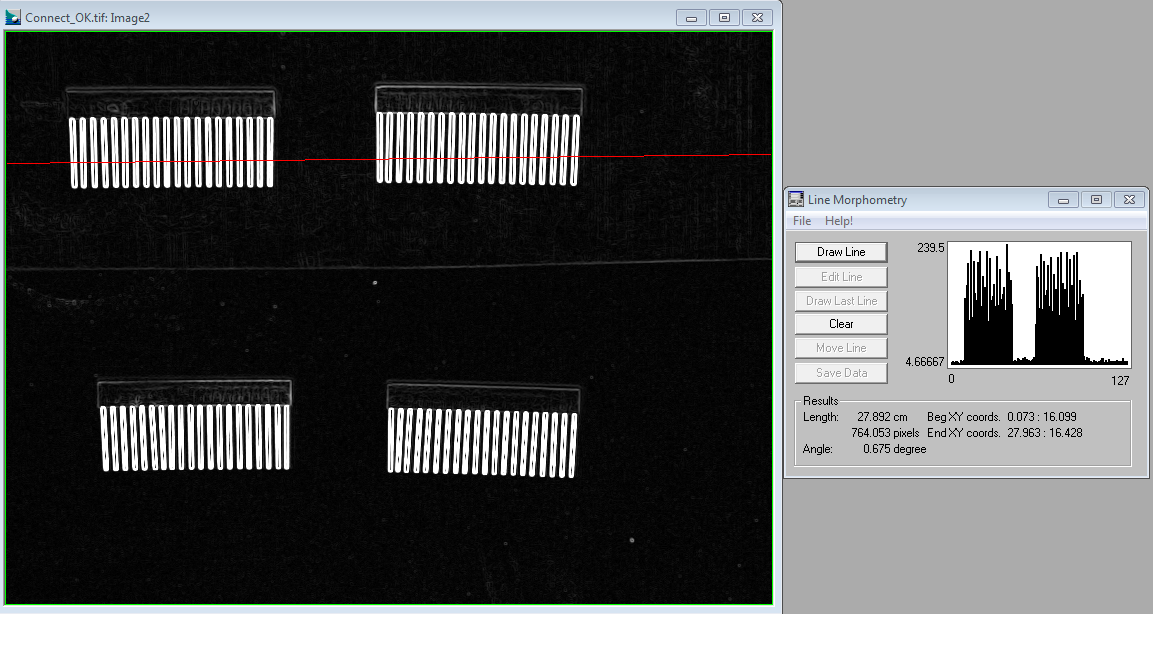 Connect_OK.tif: Image2
Line Morphometry
File Help!
Draw Line
Edit Line
Draw Last Line
Clear
Move Line
Save Data
239.5
4.66667
0 127
Results
Length: 27.892 cm Beg XY coords. 0.073 : 16.099
764.053 pixels End XY coords. 27.963 : 16.428
Angle: 0.675 degree